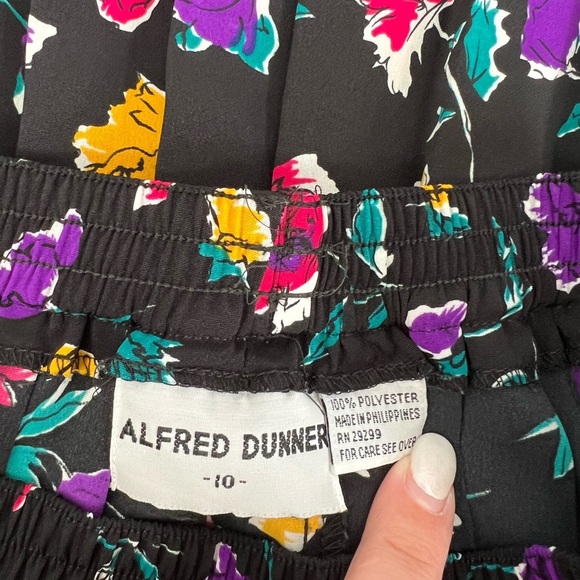 ALFRED DUNNER
-10-
100% POLYESTER
MADE IN PHILIPPINES
RN 29299
FOR CARE SEE OVER